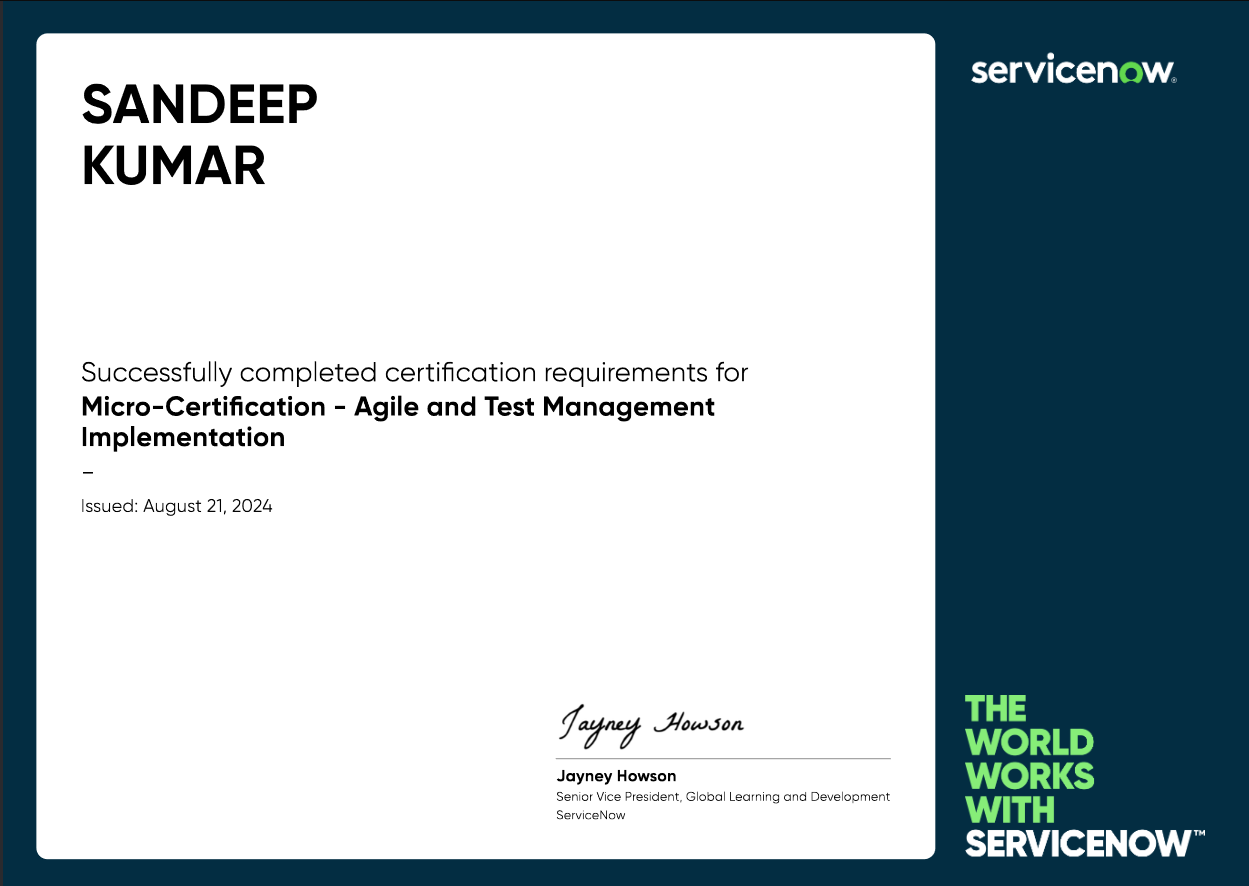 SANDEEP
KUMAR
servicenow®
Successfully completed certification requirements for
Micro-Certification - Agile and Test Management
Implementation
–
Issued: August 21, 2024
Jayney Howson
Jayney Howson
Senior Vice President, Global Learning and Development
ServiceNow
THE
WORLD
WORKS
WITH
SERVICENOW™